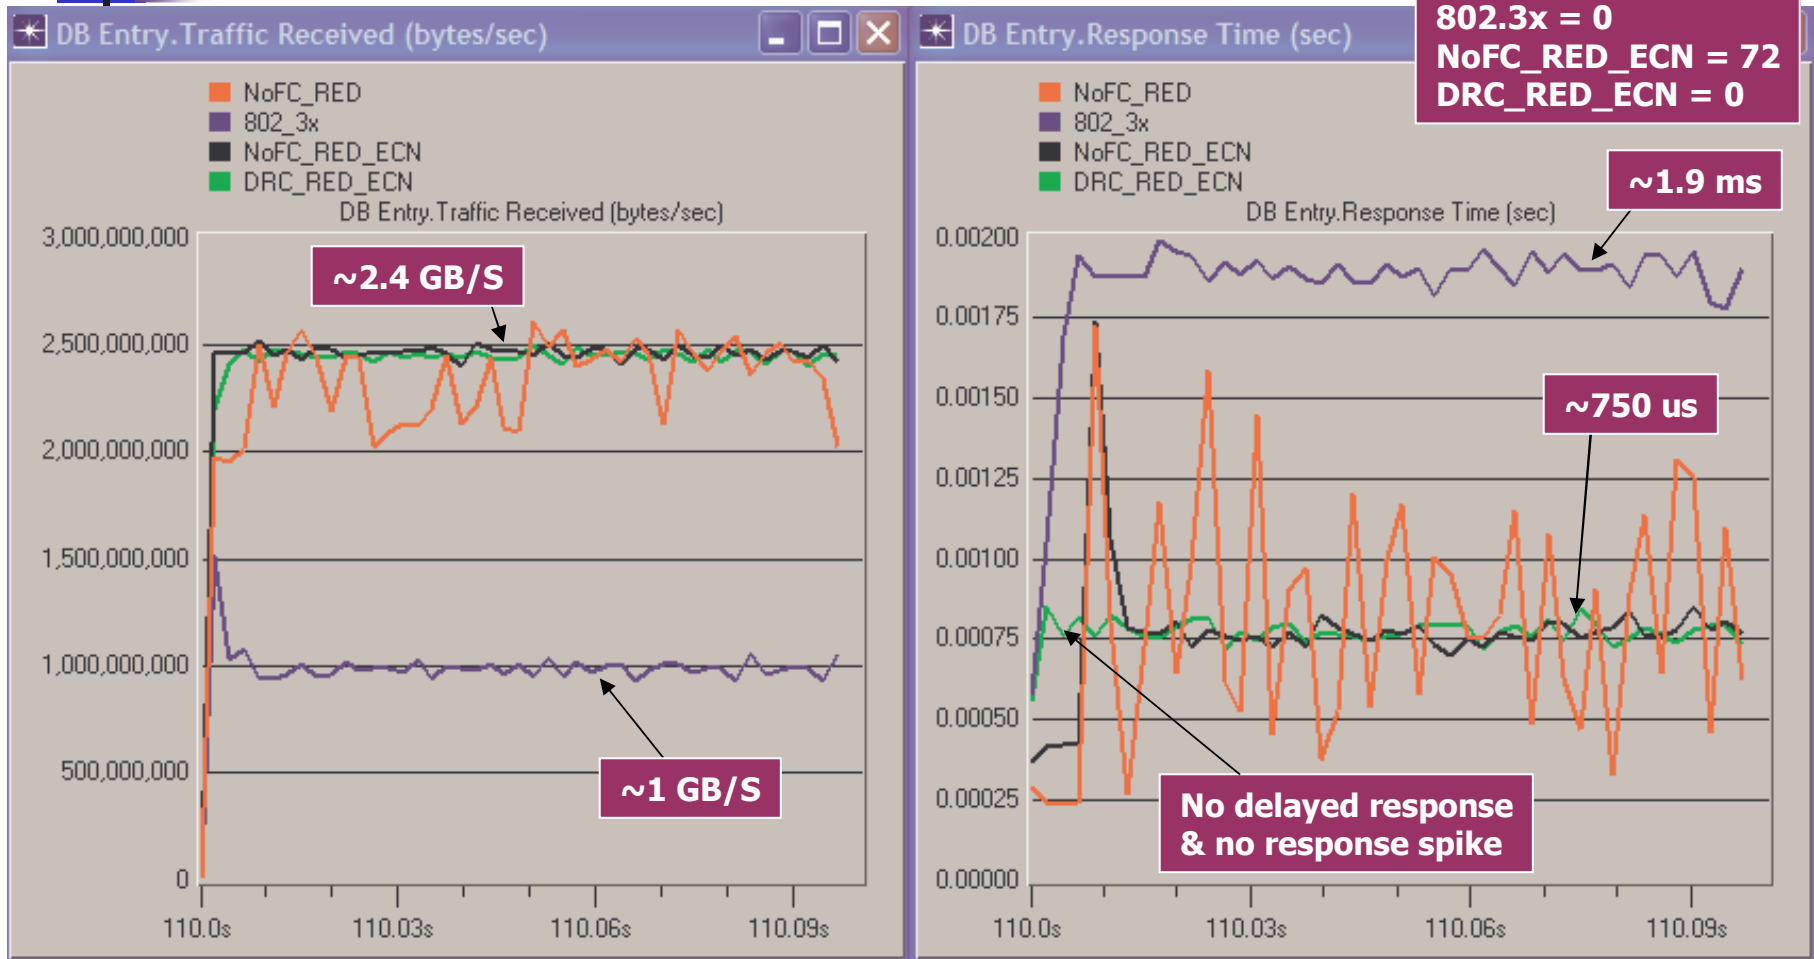 DB Entry.Traffic Received (bytes/sec)
NoFC_RED
802_3x
NoFC_RED_ECN
DRC_RED_ECN
DB Entry.Traffic Received (bytes/sec)
3,000,000,000
2,500,000,000
2,000,000,000
1,500,000,000
1,000,000,000
500,000,000
0
~2.4 GB/S
~1 GB/S
110.0s
110.03s
110.06s
110.09s
DB Entry.Response Time (sec)
802.3x = 0
NoFC_RED_ECN = 72
DRC_RED_ECN = 0
NoFC_RED
802_3x
NoFC_RED_ECN
DRC_RED_ECN
DB Entry.Response Time (sec)
~1.9 ms
0.00200
0.00175
0.00150
0.00125
0.00100
0.00075
0.00050
0.00025
0.00000
~750 us
No delayed response
& no response spike
110.0s
110.03s
110.06s
110.09s